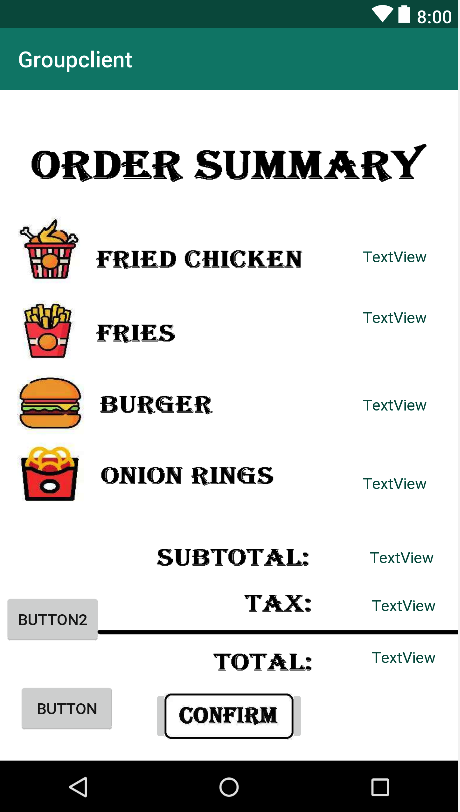 8:00
Groupclient
ORDER SUMMARY
FRIED CHICKEN TextView
FRIES TextView
BURGER TextView
ONION RINGS TextView
SUBTOTAL: TextView
TAX: TextView
BUTTON2
TOTAL: TextView
BUTTON CONFIRM